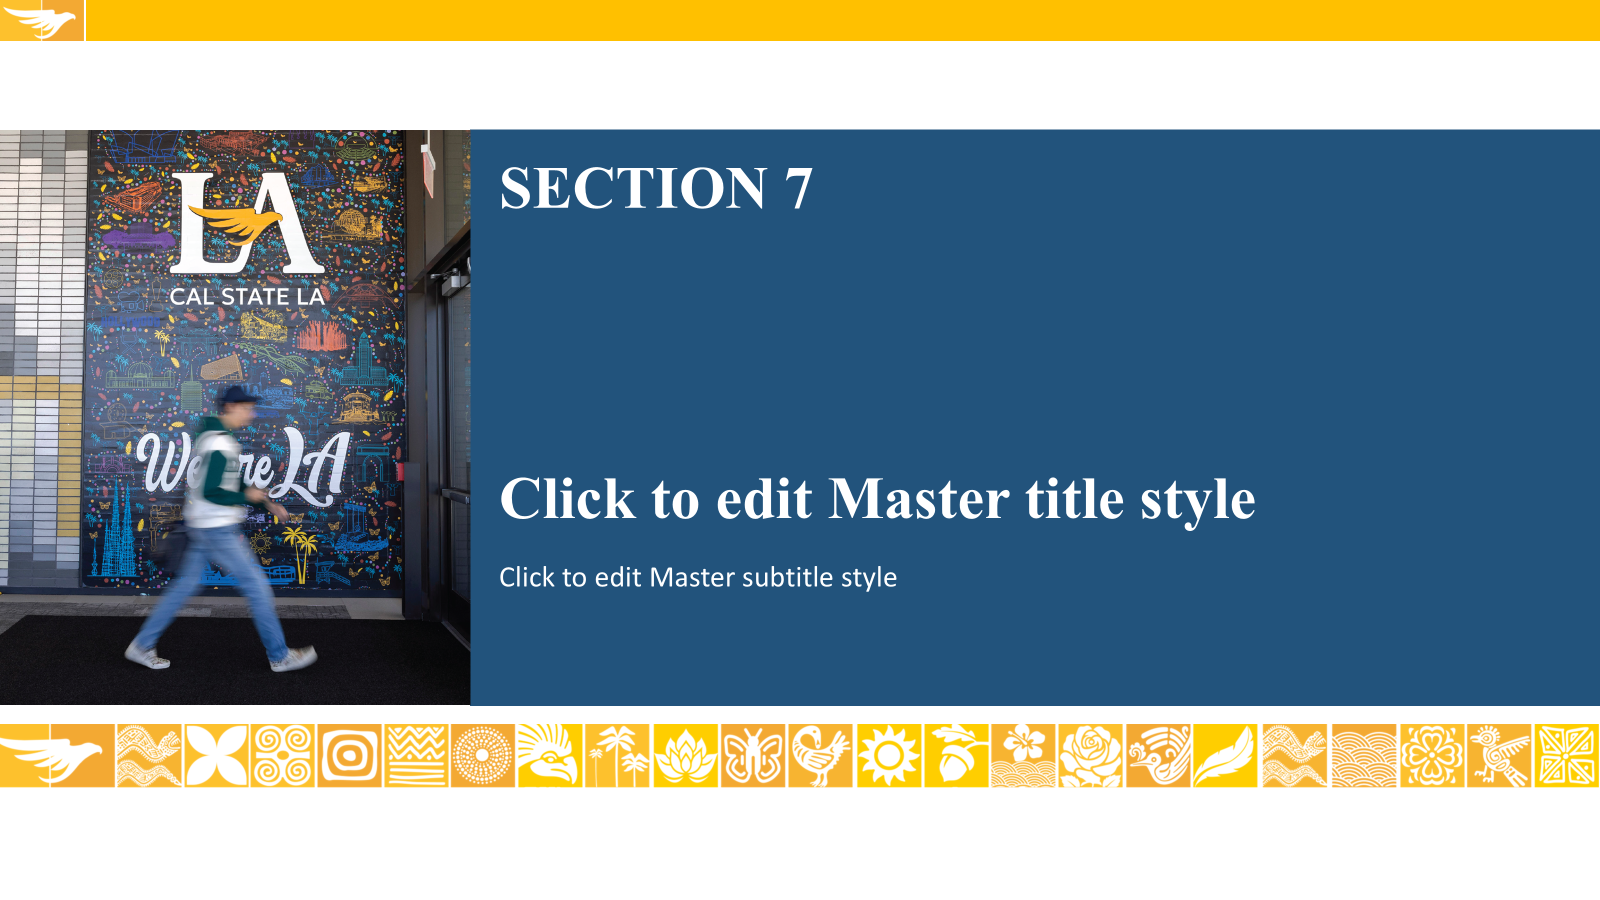 LA
CAL STATE LA
We are LA
SECTION 7
Click to edit Master title style
Click to edit Master subtitle style